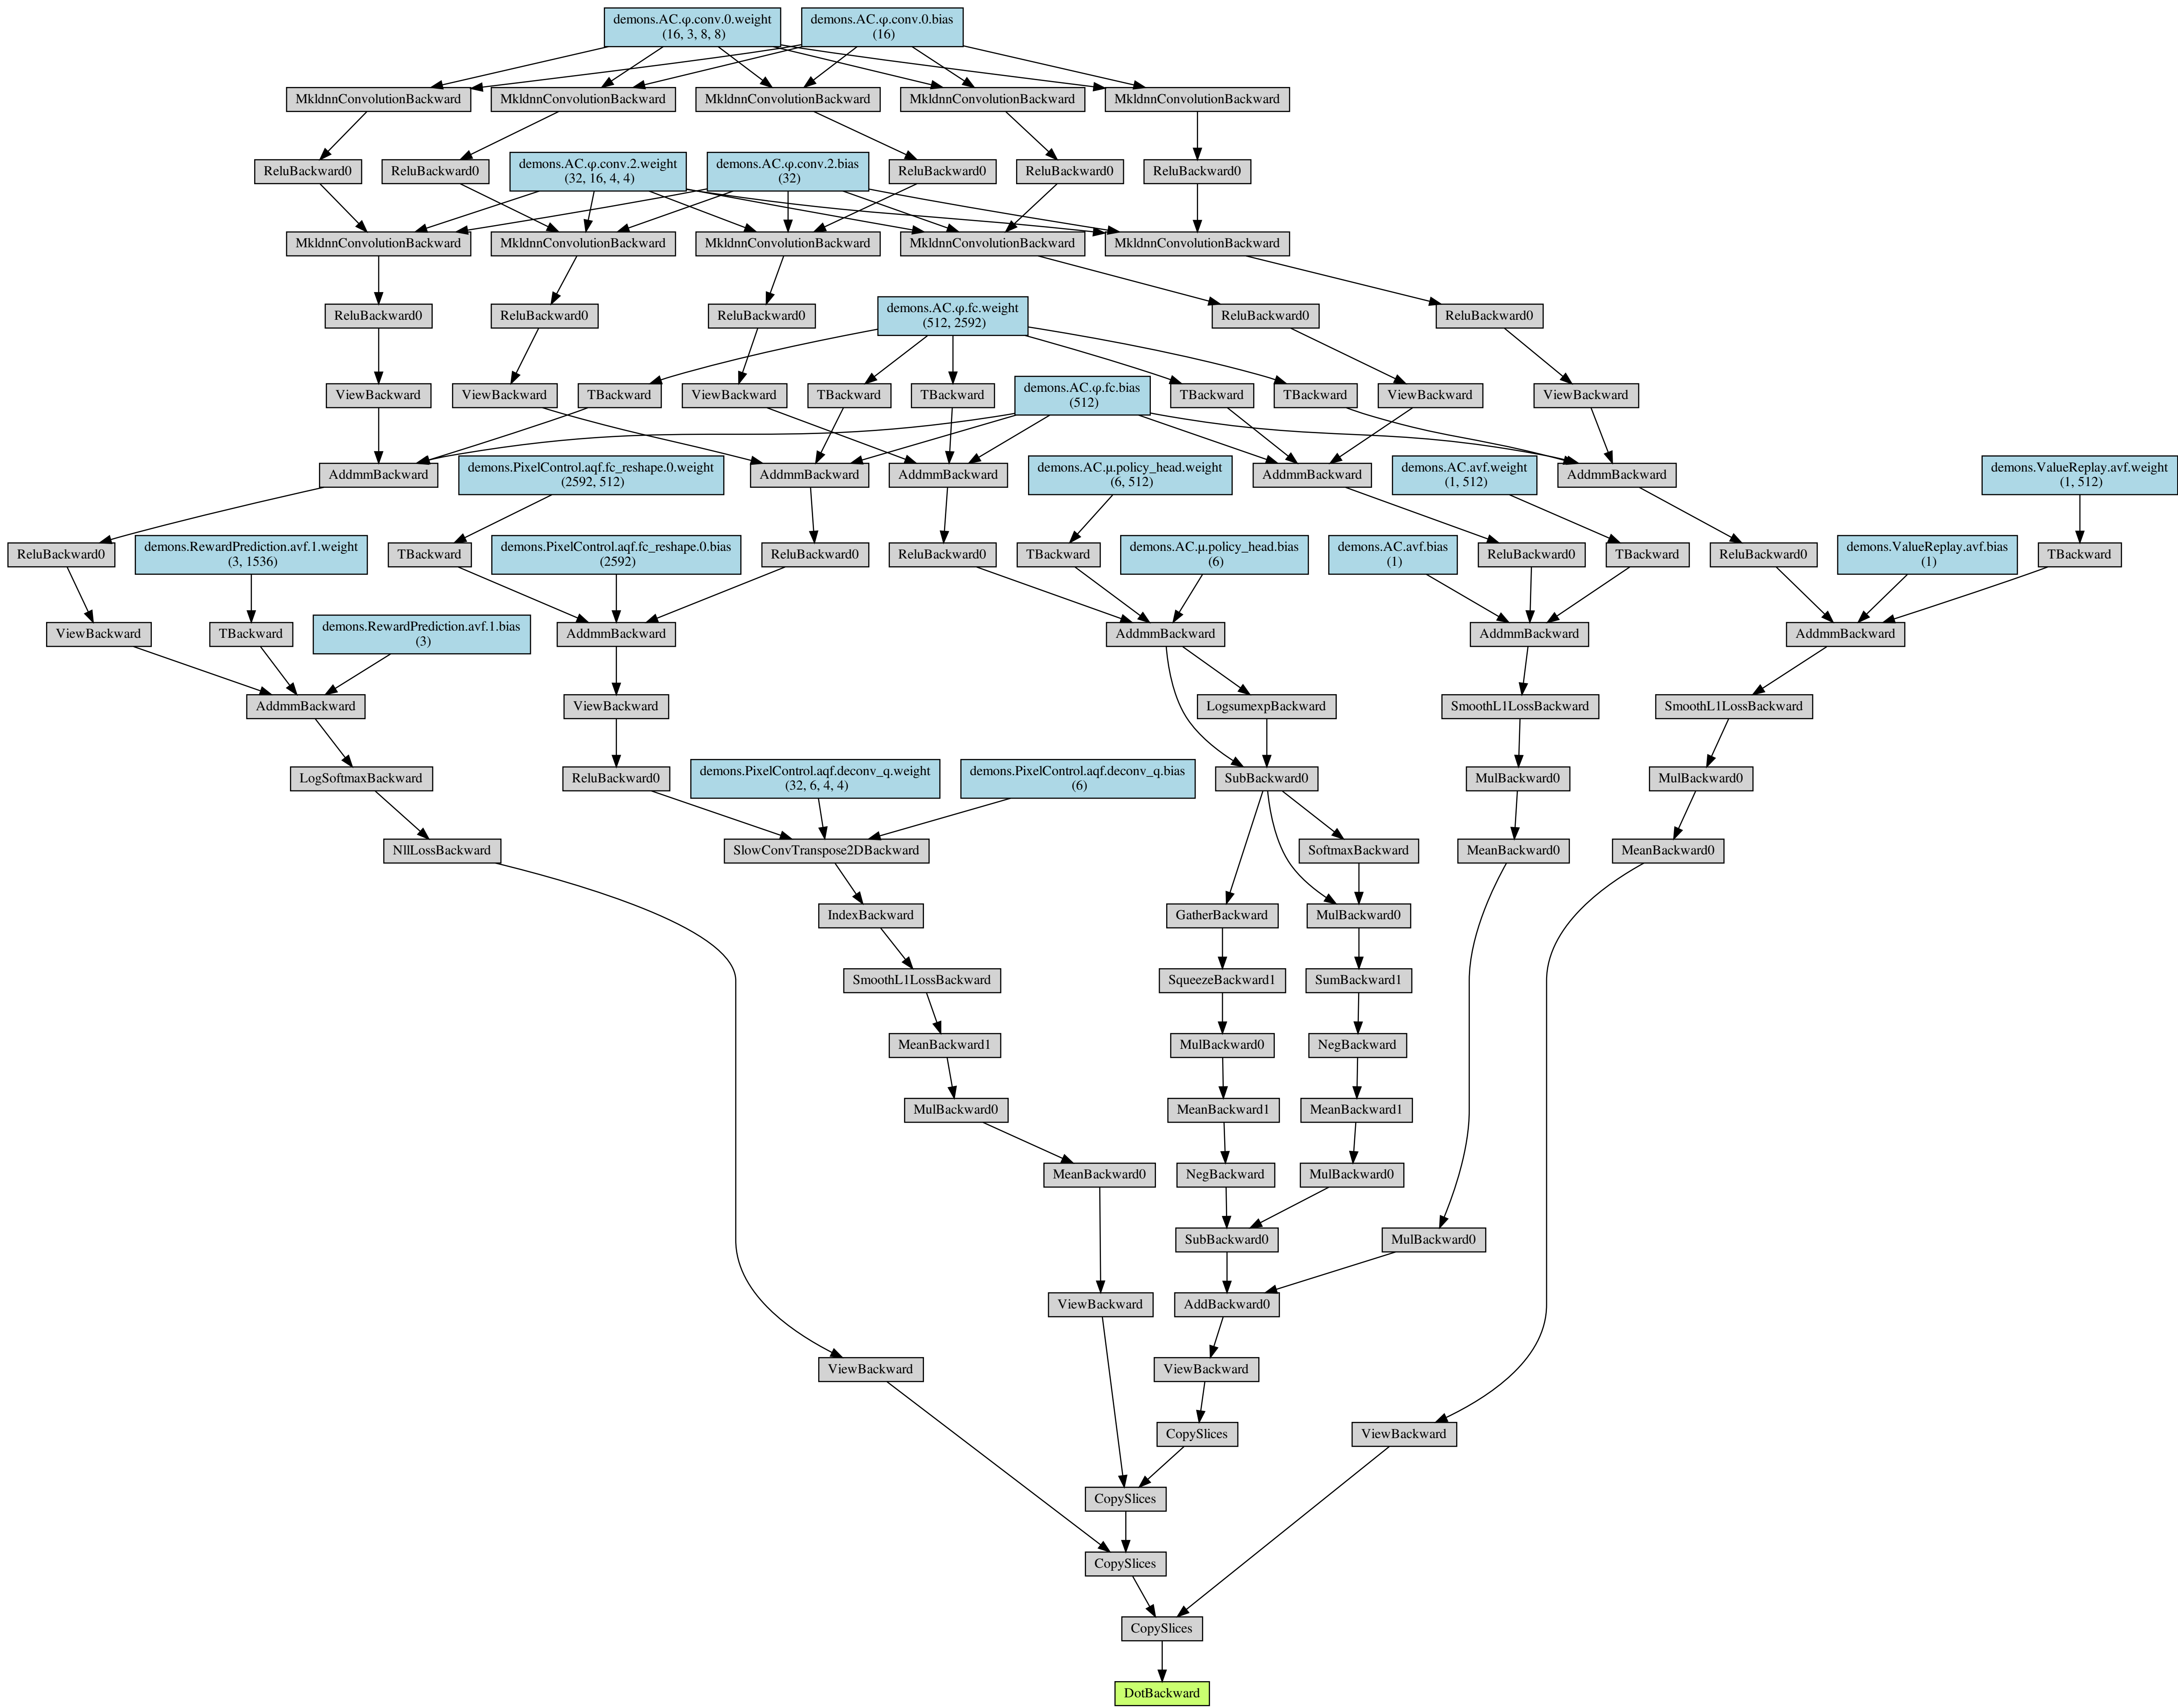 demons.AC.φ.conv.0.weight
(16, 3, 8, 8)
demons.AC.φ.conv.0.bias
(16)
MkldnnConvolutionBackward
MkldnnConvolutionBackward
MkldnnConvolutionBackward
MkldnnConvolutionBackward
MkldnnConvolutionBackward
ReluBackward0
ReluBackward0
demons.AC.φ.conv.2.weight
(32, 16, 4, 4)
demons.AC.φ.conv.2.bias
(32)
ReluBackward0
ReluBackward0
ReluBackward0
MkldnnConvolutionBackward
MkldnnConvolutionBackward
MkldnnConvolutionBackward
MkldnnConvolutionBackward
MkldnnConvolutionBackward
ReluBackward0
ReluBackward0
ReluBackward0
demons.AC.φ.fc.weight
(512, 2592)
ReluBackward0
ReluBackward0
ViewBackward
ViewBackward
TBackward
ViewBackward
TBackward
TBackward
demons.AC.φ.fc.bias
(512)
TBackward
TBackward
ViewBackward
ViewBackward
AddmmBackward
demons.PixelControl.aqf.fc_reshape.0.weight
(2592, 512)
AddmmBackward
AddmmBackward
demons.AC.μ.policy_head.weight
(6, 512)
AddmmBackward
demons.AC.avf.weight
(1, 512)
AddmmBackward
demons.ValueReplay.avf.weight
(1, 512)
ReluBackward0
demons.RewardPrediction.avf.1.weight
(3, 1536)
TBackward
demons.PixelControl.aqf.fc_reshape.0.bias
(2592)
ReluBackward0
ReluBackward0
TBackward
demons.AC.μ.policy_head.bias
(6)
demons.AC.avf.bias
(1)
ReluBackward0
TBackward
ReluBackward0
demons.ValueReplay.avf.bias
(1)
TBackward
ViewBackward
TBackward
demons.RewardPrediction.avf.1.bias
(3)
AddmmBackward
AddmmBackward
AddmmBackward
AddmmBackward
AddmmBackward
ViewBackward
LogsumexpBackward
SmoothL1LossBackward
SmoothL1LossBackward
LogSoftmaxBackward
ReluBackward0
demons.PixelControl.aqf.deconv_q.weight
(32, 6, 4, 4)
demons.PixelControl.aqf.deconv_q.bias
(6)
SubBackward0
MulBackward0
MulBackward0
NllLossBackward
SlowConvTranspose2DBackward
SoftmaxBackward
MeanBackward0
MeanBackward0
IndexBackward
GatherBackward
MulBackward0
SmoothL1LossBackward
SqueezeBackward1
SumBackward1
MeanBackward1
MulBackward0
NegBackward
MulBackward0
MeanBackward1
MeanBackward1
MeanBackward0
NegBackward
MulBackward0
SubBackward0
MulBackward0
ViewBackward
AddBackward0
ViewBackward
ViewBackward
CopySlices
ViewBackward
CopySlices
CopySlices
CopySlices
DotBackward